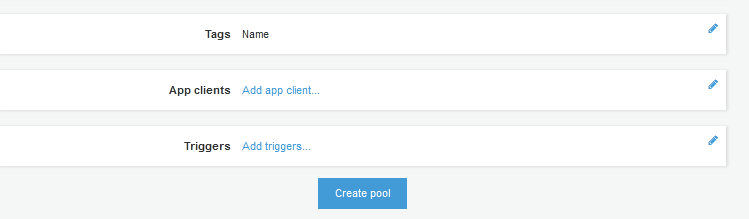 Tags Name
App clients Add app client...
Triggers Add triggers...
Create pool